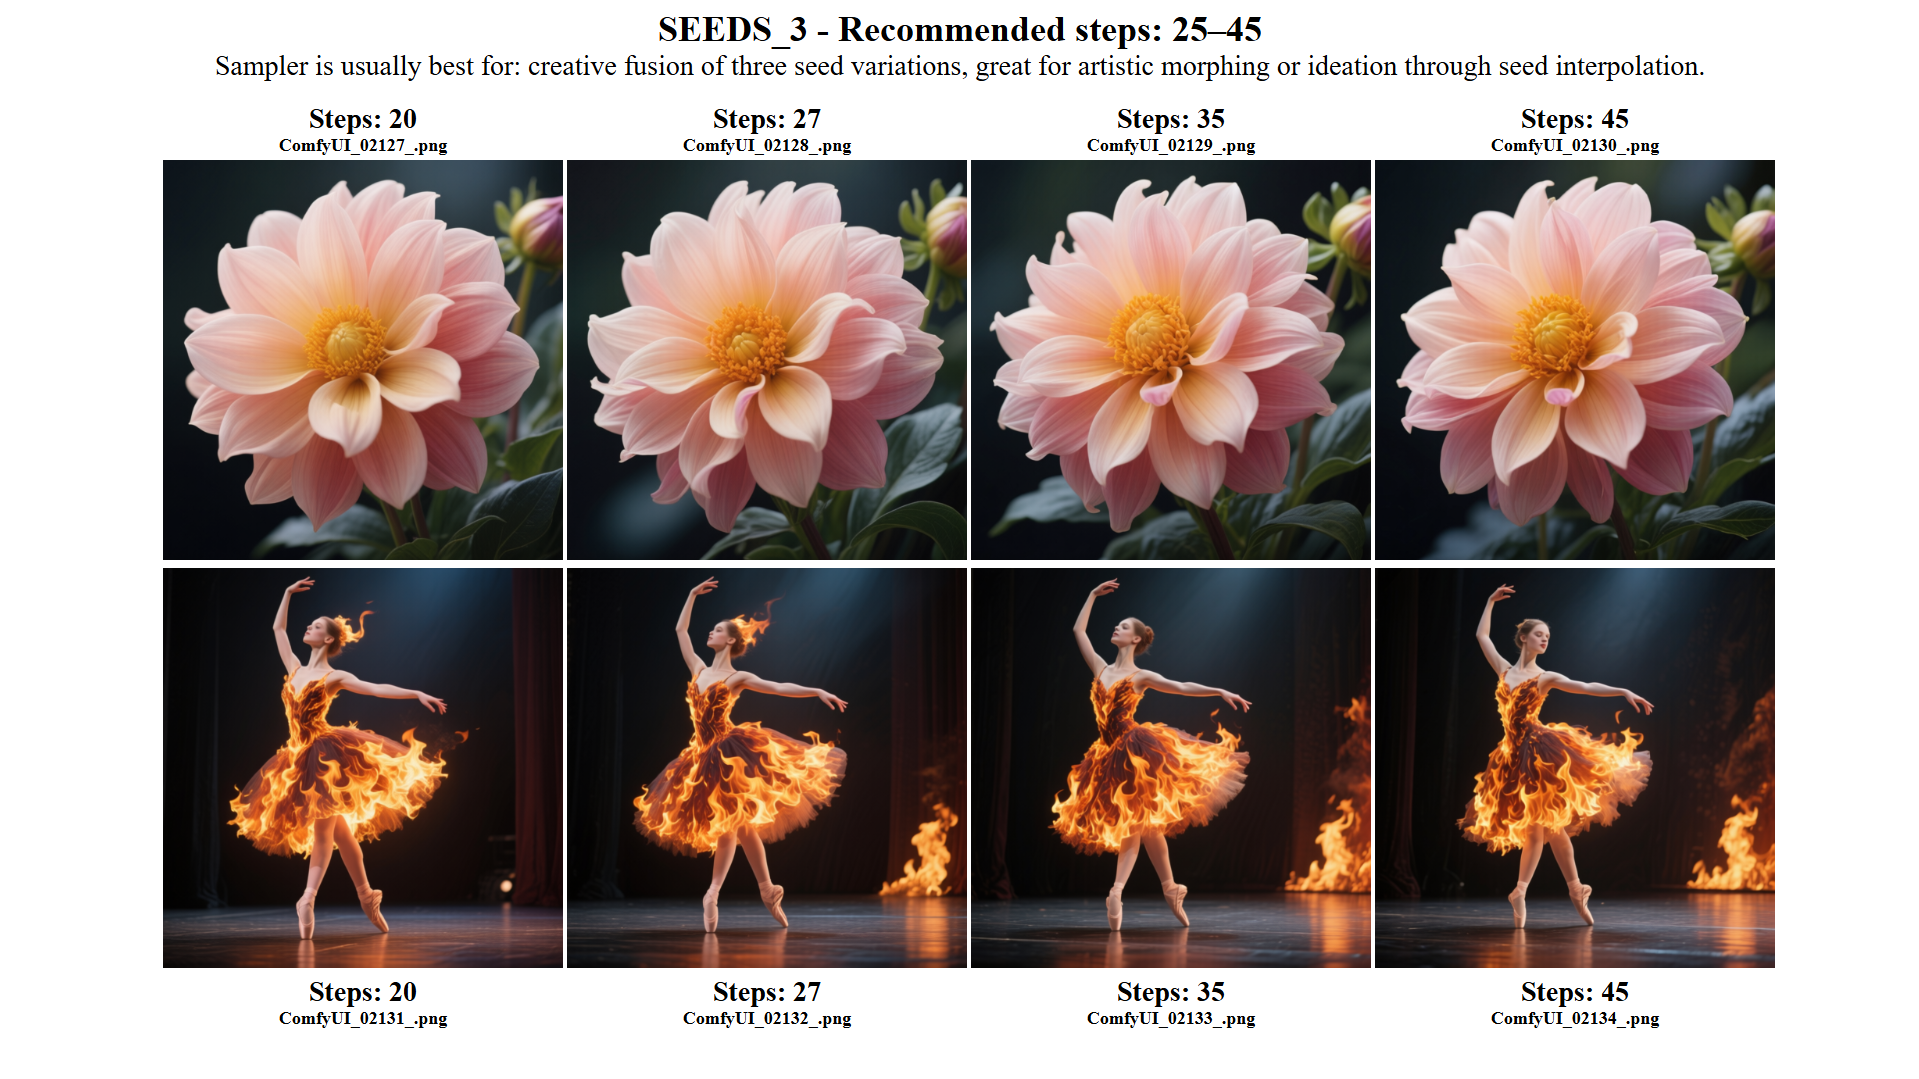 SEEDS_3 - Recommended steps: 25–45
Sampler is usually best for: creative fusion of three seed variations, great for artistic morphing or ideation through seed interpolation.
Steps: 20
ComfyUI_02127_.png
Steps: 27
ComfyUI_02128_.png
Steps: 35
ComfyUI_02129_.png
Steps: 45
ComfyUI_02130_.png
Steps: 20
ComfyUI_02131_.png
Steps: 27
ComfyUI_02132_.png
Steps: 35
ComfyUI_02133_.png
Steps: 45
ComfyUI_02134_.png